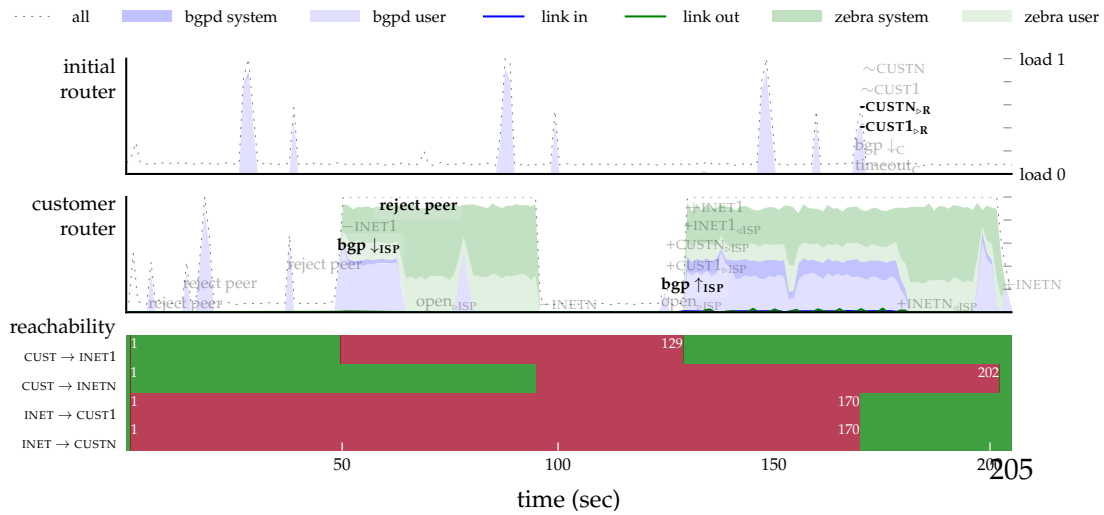 all bgpd system bgpd user link in link out zebra system zebra user
initial router
load 1
∼CUSTN
∼CUST1
-CUSTN▷R
-CUST1▷R
bgp ↓C
timeoutC
load 0
customer router
reject peer
reject peer
reject peer
reject peer
−INET1
bgp ↓ISP
open▷ISP
−INETN
++INET1
+INET1◁ISP
+CUSTN▷ISP
+CUST1▷ISP
bgp ↑ISP
open▷ISP
+INETN◁ISP
+INETN
reachability
CUST → INET1 1 129
CUST → INETN 1 202
INET → CUST1 1 170
INET → CUSTN 1 170
50 100 150 200 205
time (sec)